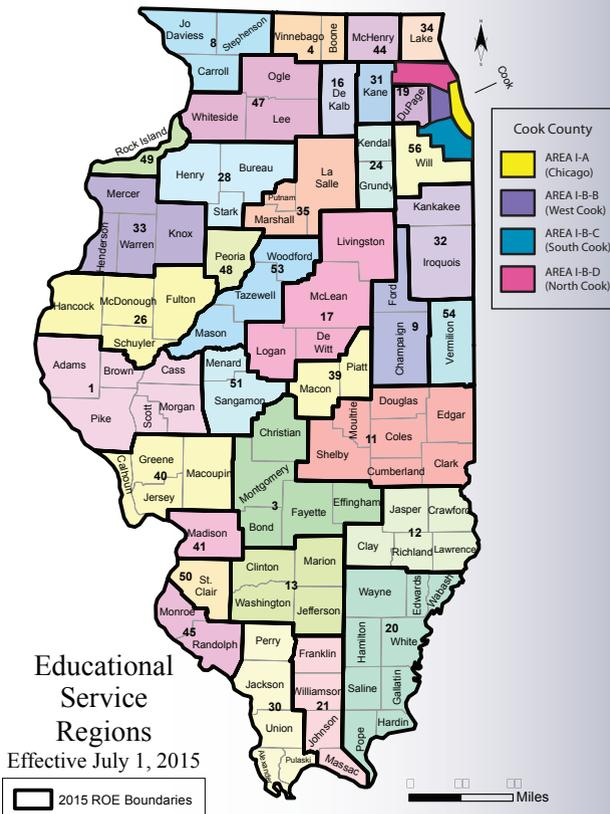 Jo
Daviess
8
Stephenson
Winnebago
4
Boone
McHenry
44
34
Lake
N
Cook
Carroll
Ogle
47
Whiteside
Lee
16
De
Kalb
31
Kane
19
DuPage
Cook County
AREA I-A
(Chicago)
AREA I-B-B
(West Cook)
AREA I-B-C
(South Cook)
AREA I-B-D
(North Cook)
Rock Island
49
Henry
28
Bureau
Stark
Putnam
Marshall
35
La
Salle
Kendall
24
Grundy
56
Will
Kankakee
32
Iroquois
Mercer
Henderson
33
Warren
Knox
Peoria
48
Woodford
53
Tazewell
Mason
Livingston
McLean
17
De
Witt
Logan
Ford
Champaign
9
54
Vermilion
Hancock
McDonough
26
Fulton
Schuyler
Adams
1
Brown
Cass
Pike
Scott
Morgan
Menard
51
Sangamon
39
Macon
Piatt
Douglas
Edgar
Moultrie
11
Coles
Shelby
Cumberland
Clark
Christian
Montgomery
3
Bond
Fayette
Effingham
Calhoun
Greene
40
Jersey
Macoupin
Jasper
Crawford
12
Clay
Richland
Lawrence
Madison
41
Clinton
Marion
13
Washington
Jefferson
50
St.
Clair
Monroe
45
Randolph
Wayne
Edwards
Wabash
Hamilton
20
White
Saline
Gallatin
Pope
Hardin
Perry
Jackson
30
Union
Alexander
Pulaski
Franklin
Williamson
21
Johnson
Massac
Educational
Service
Regions
Effective July 1, 2015
2015 ROE Boundaries
Miles